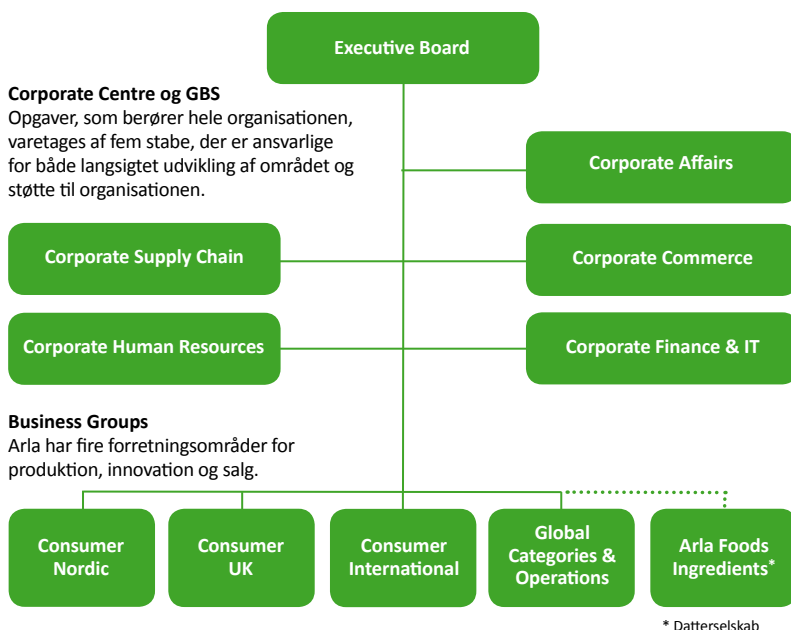 Executive Board
Corporate Centre og GBS
Opgaver, som berører hele organisationen,
varetages af fem stabe, der er ansvarlige
for både langsigtet udvikling af området og
støtte til organisationen.
Corporate Affairs
Corporate Supply Chain
Corporate Commerce
Corporate Human Resources
Corporate Finance & IT
Business Groups
Arla har fire forretningsområder for
produktion, innovation og salg.
Consumer
Nordic
Consumer
UK
Consumer
International
Global
Categories &
Operations
Arla Foods
Ingredients*
* Datterselskab